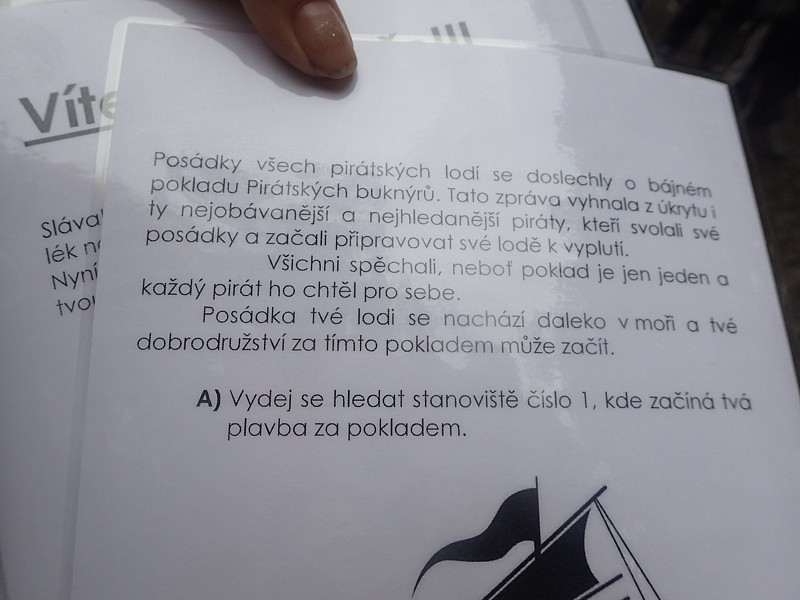 Posádky všech pirátských lodí se doslechly o bájném
pokladu Pirátských buknýrů. Tato zpráva vyhnala z úkrytu i
ty nejobávanější a nejhledanější piráty, kteří svolali své
posádky a začali připravovat své lodě k vyplutí.
Všichni spěchali, neboť poklad je jen jeden a
každý pirát ho chtěl pro sebe.
Posádka tvé lodi se nachází daleko v moři a tvé
dobrodružství za tímto pokladem může začít.
A) Vydej se hledat stanoviště číslo 1, kde začíná tvá
plavba za pokladem.
lék
Nyní